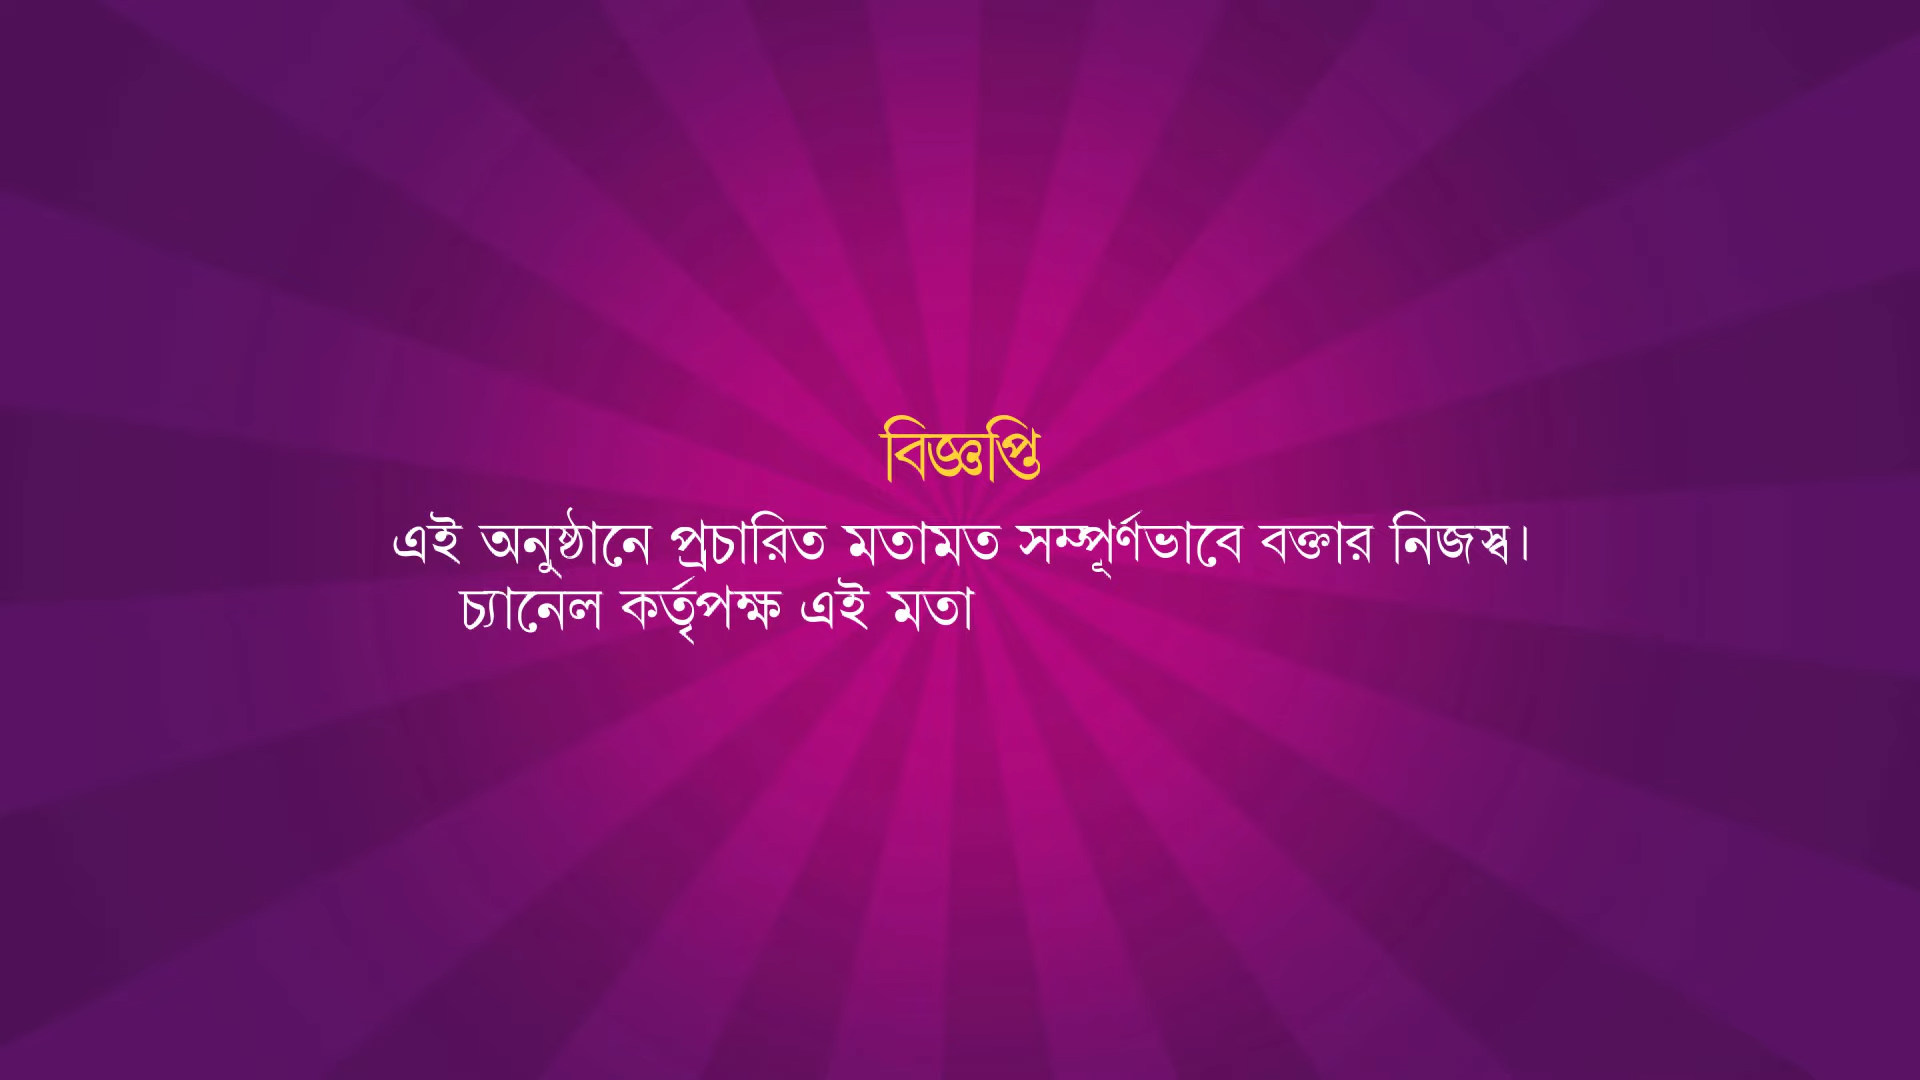 বিজ্ঞপ্তি
এই অনুষ্ঠানে প্রচারিত মতামত সম্পূর্ণভাবে বক্তার নিজস্ব।
চ্যানেল কর্তৃপক্ষ এই মতা